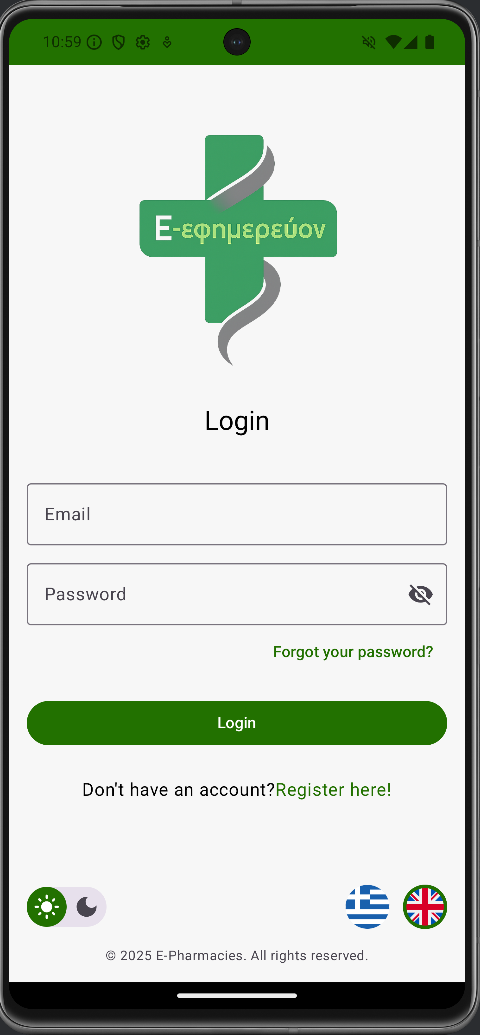 10:59
Ε-εφημερεύον
Login
Email
Password
Forgot your password?
Login
Don't have an account?Register here!
© 2025 E-Pharmacies. All rights reserved.